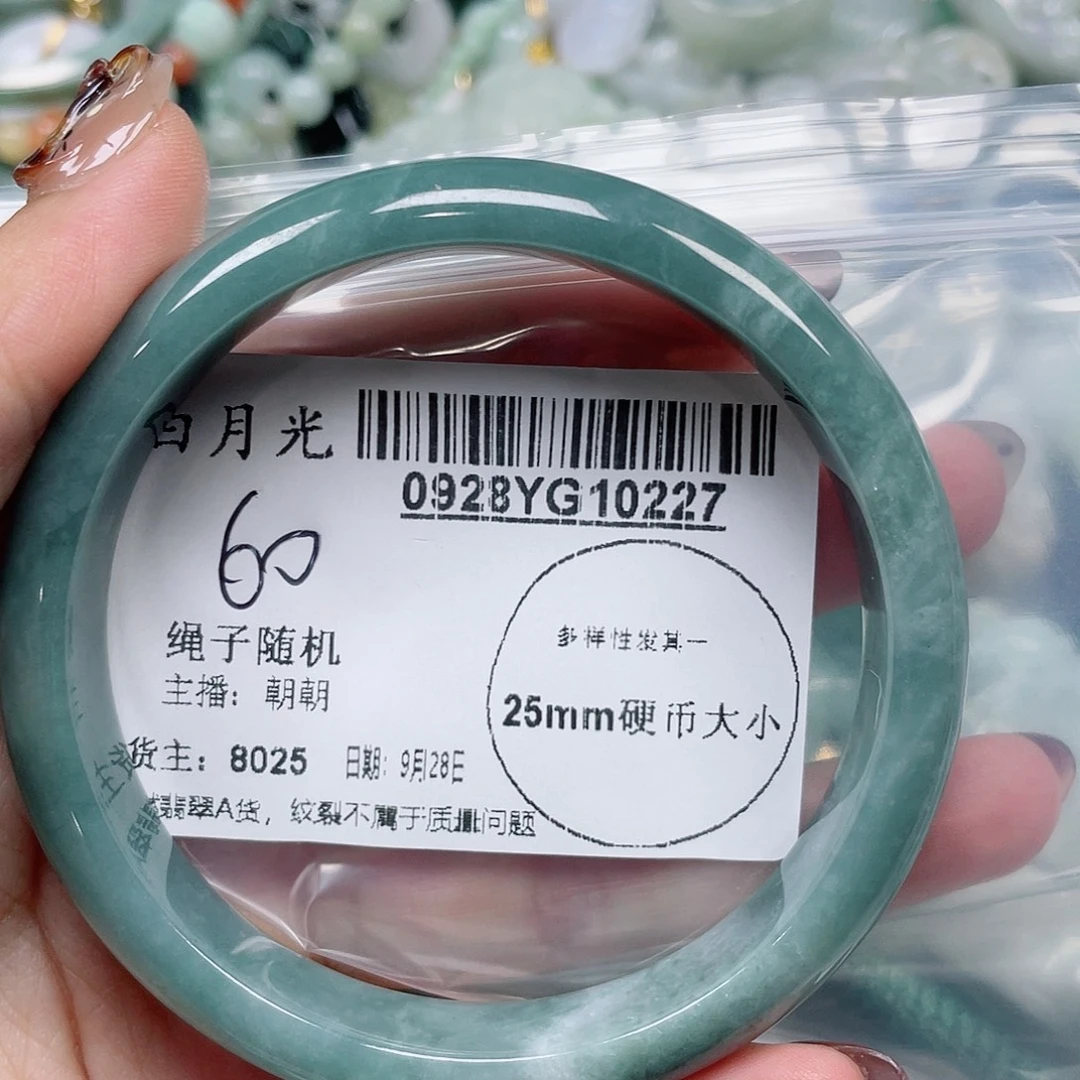 白月光
0928YG10227
60
绳子随机
主播：朝朝
多样性发其一
25mm硬币大小
货主：8025 日期：9月28日
翡翠A货，纹裂不属于质量问题